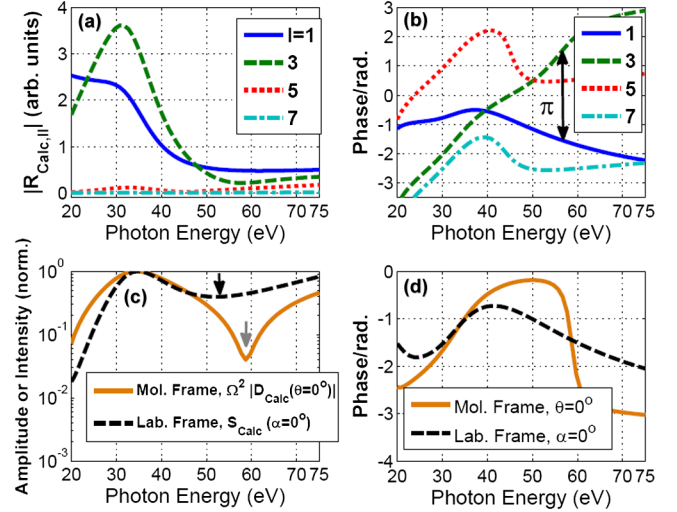 (a)
|R_Calc,ll| (arb. units)
4
3
2
1
0
l=1
3
5
7
20 30 40 50 60 70 75
Photon Energy (eV)
(b)
Phase/rad.
3
2
1
0
-1
-2
-3
1
3
5
7
π
20 30 40 50 60 70 75
Photon Energy (eV)
(c)
Amplitude or Intensity (norm.)
10^0
10^-1
10^-2
10^-3
Mol. Frame, Ω² |D_Calc(θ=0°)|
Lab. Frame, S_Calc (α=0°)
20 30 40 50 60 70 75
Photon Energy (eV)
(d)
Phase/rad.
0
-1
-2
-3
-4
Mol. Frame, θ=0°
Lab. Frame, α=0°
20 30 40 50 60 70 75
Photon Energy (eV)